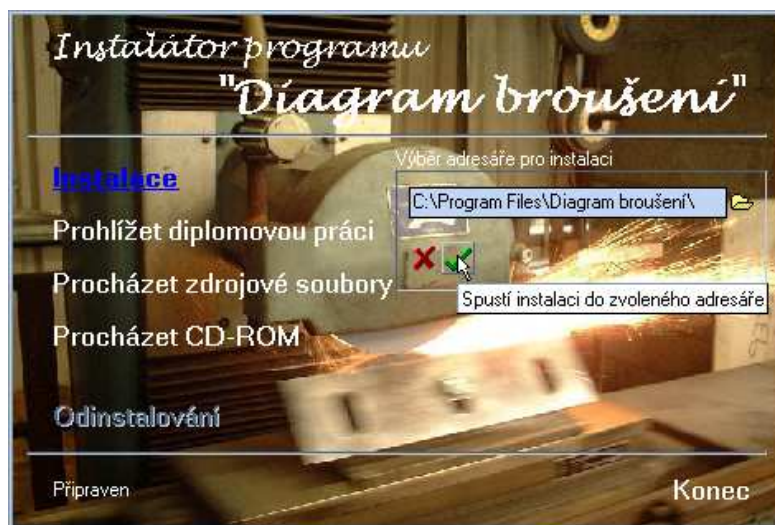 Instalátor programu
"Diagram broušení"
Instalace
Výběr adresáře pro instalaci
C:\Program Files\Diagram broušení\
Prohlížet diplomovou práci
Procházet zdrojové soubory
Spustí instalaci do zvoleného adresáře
Procházet CD-ROM
Odinstalování
Připraven
Konec